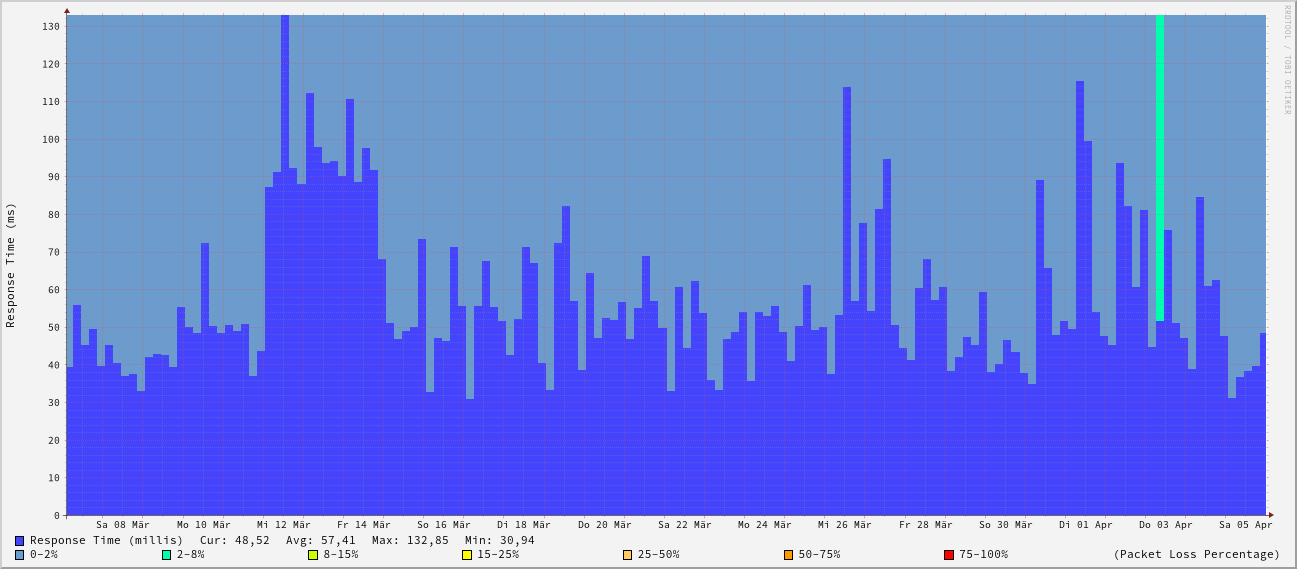 RRDTOOL / TOBI OETIKER
Response Time (ms)
130
120
110
100
90
80
70
60
50
40
30
20
10
0
Sa 08 Mär Mo 10 Mär Mi 12 Mär Fr 14 Mär So 16 Mär Di 18 Mär Do 20 Mär Sa 22 Mär Mo 24 Mär Mi 26 Mär Fr 28 Mär So 30 Mär Di 01 Apr Do 03 Apr Sa 05 Apr
Response Time (millis) Cur: 48,52 Avg: 57,41 Max: 132,85 Min: 30,94
0-2% 2-8% 8-15% 15-25% 25-50% 50-75% 75-100% (Packet Loss Percentage)